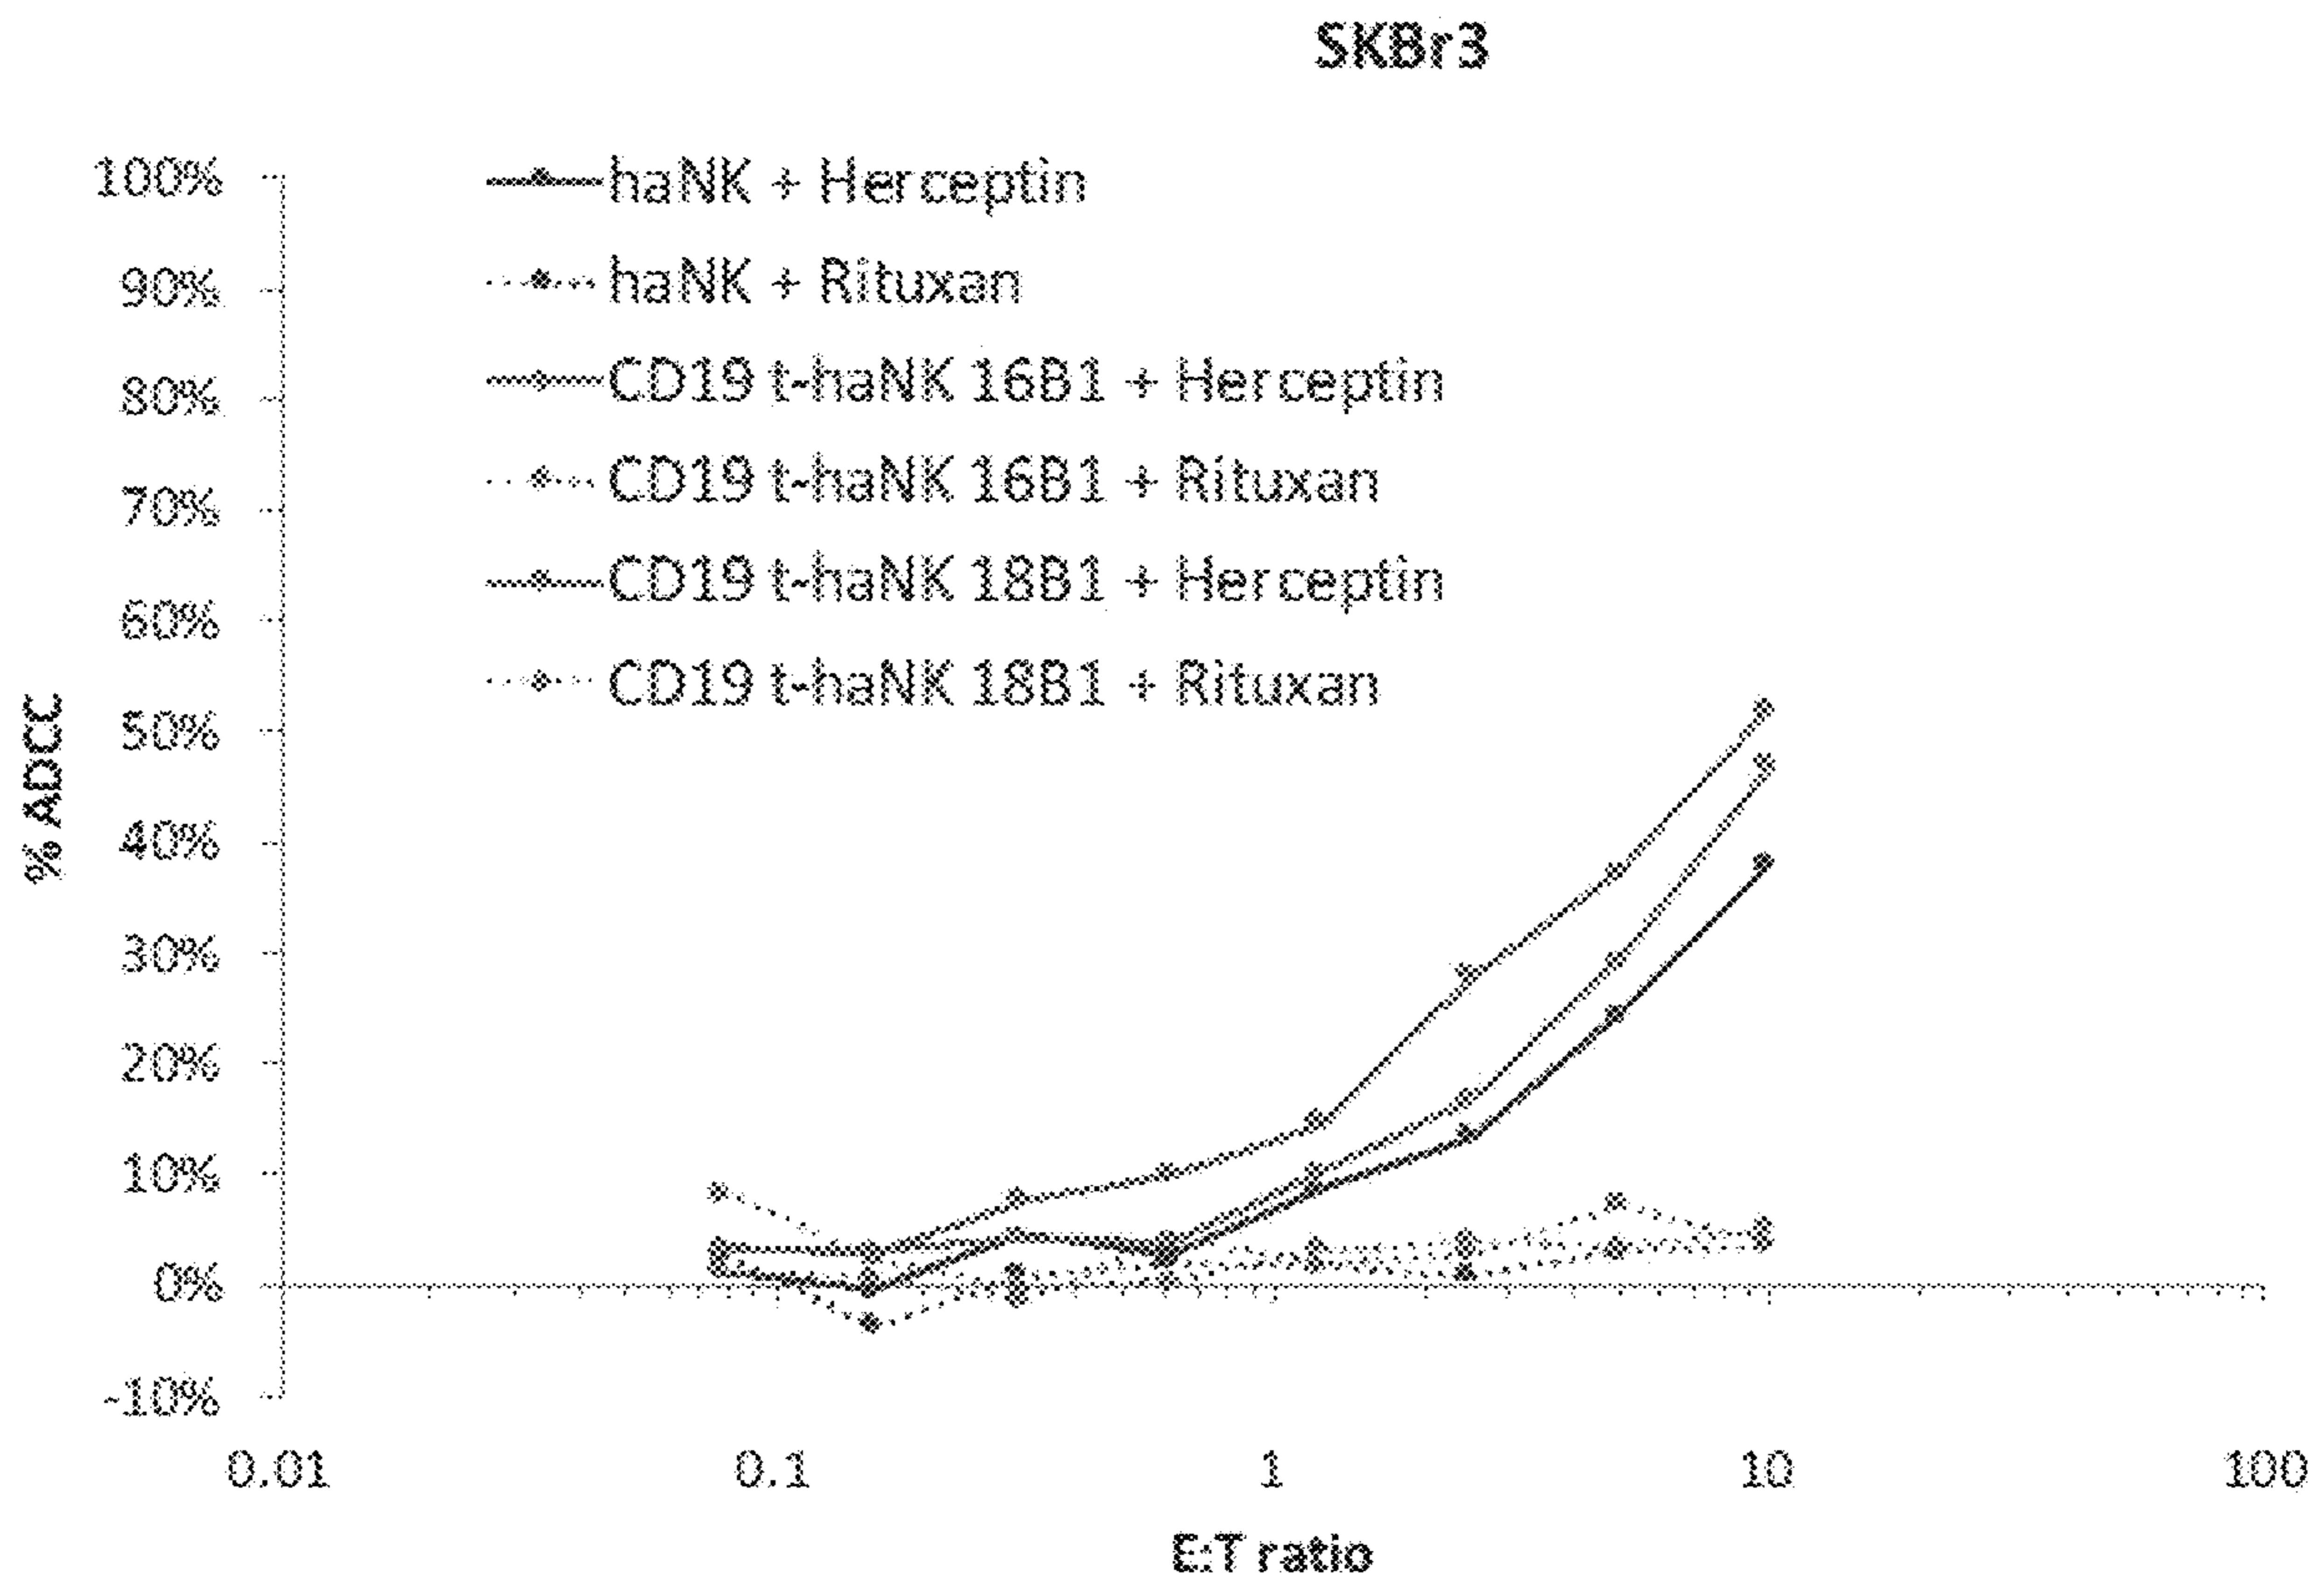 SKBr3
100%
90%
80%
70%
60%
50%
40%
30%
20%
10%
0%
-10%
% ADCC
haNK + Herceptin
haNK + Rituxan
CD19 t-haNK 16B1 + Herceptin
CD19 t-haNK 16B1 + Rituxan
CD19 t-haNK 18B1 + Herceptin
CD19 t-haNK 18B1 + Rituxan
0.01 0.1 1 10 100
E:T ratio